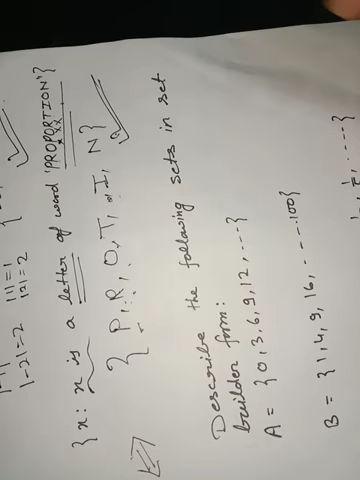 |-2|=2 |2|=2
|1|=1
{x: x is a letter of word 'PROPORTION'}
{P, R, O, T, I, N}
Describe the following sets in set
builder form:
A = {0, 3, 6, 9, 12, ---}
B = {1, 4, 9, 16, ---- 100}